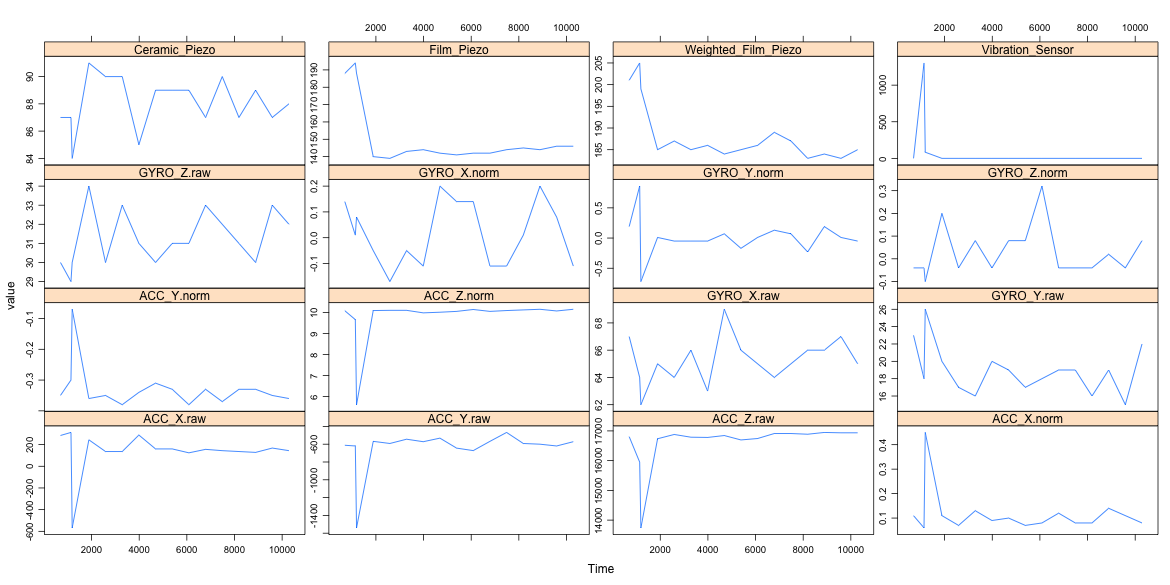 2000 4000 6000 8000 10000 2000 4000 6000 8000 10000
Ceramic_Piezo Film_Piezo Weighted_Film_Piezo Vibration_Sensor
84 86 88 90
140 150 160 170 180 190
185 190 195 200 205
0 500 1000
GYRO_Z.raw GYRO_X.norm GYRO_Y.norm GYRO_Z.norm
29 30 31 32 33 34
-0.1 0.0 0.1 0.2
-0.5 0.0 0.5
-0.1 0.0 0.1 0.2 0.3
ACC_Y.norm ACC_Z.norm GYRO_X.raw GYRO_Y.raw
-0.3 -0.2 -0.1
6 7 8 9 10
62 64 66 68
16 18 20 22 24 26
ACC_X.raw ACC_Y.raw ACC_Z.raw ACC_X.norm
-600 -400 -200 0 200
-1400 -1000 -600
14000 15000 16000 17000
0.1 0.2 0.3 0.4
2000 4000 6000 8000 10000 2000 4000 6000 8000 10000
value
Time